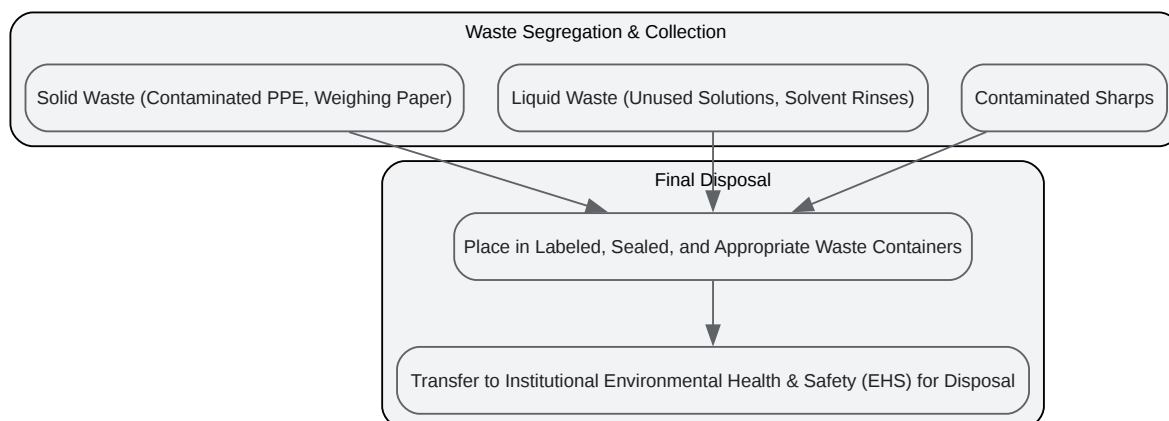 Waste Segregation & Collection
Solid Waste (Contaminated PPE, Weighing Paper)
Liquid Waste (Unused Solutions, Solvent Rinses)
Contaminated Sharps
Final Disposal
Place in Labeled, Sealed, and Appropriate Waste Containers
Transfer to Institutional Environmental Health & Safety (EHS) for Disposal